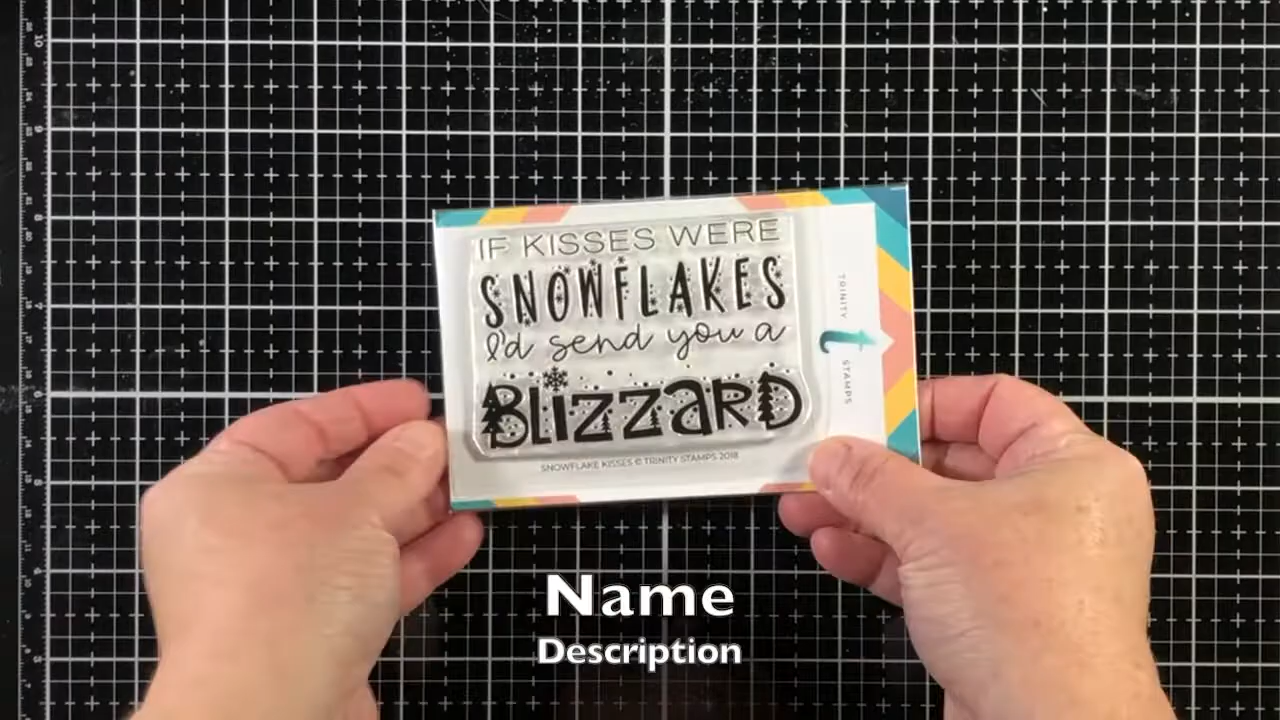 IF KISSES WERE
SNOWFLAKES
I'd send you a
BLIZZARD
SNOWFLAKE KISSES © TRINITY STAMPS 2018
TRINITY
t
STAMPS
Name
Description